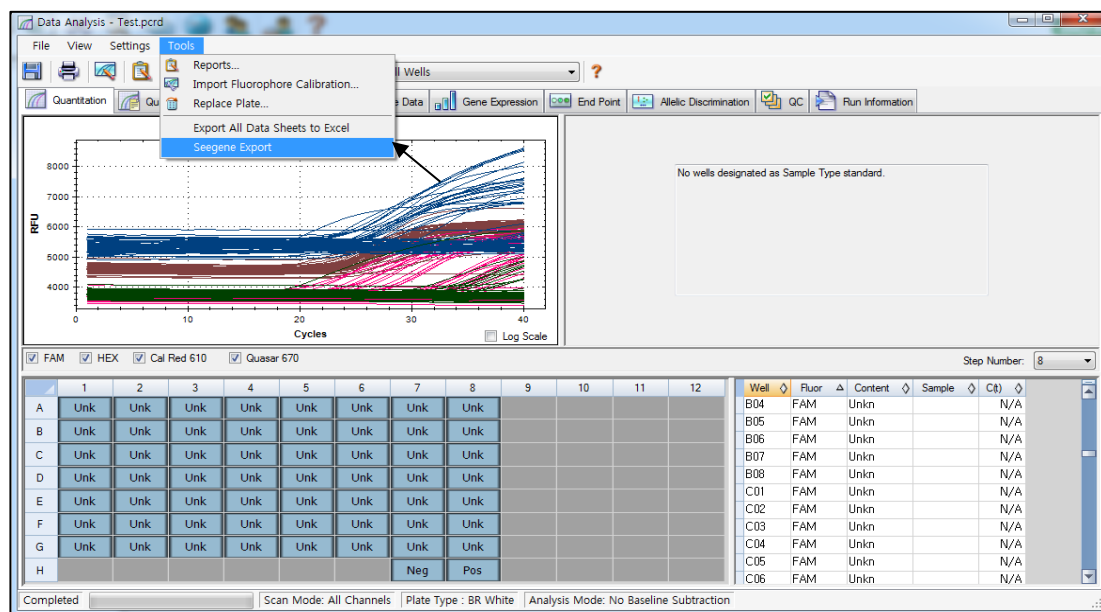 Data Analysis - Test.pcrd
File View Settings Tools
Reports...
Import Fluorophore Calibration...
Replace Plate...
Export All Data Sheets to Excel
Seegene Export
ll Wells
?
Quantitation Qu e Data Gene Expression End Point Allelic Discrimination QC Run Information
8000
7000
6000
5000
4000
RFU
0 10 20 30 40
Cycles
Log Scale
No wells designated as Sample Type standard.
FAM HEX Cal Red 610 Quasar 670
Step Number: 8
1 2 3 4 5 6 7 8 9 10 11 12
A Unk Unk Unk Unk Unk Unk Unk Unk
B Unk Unk Unk Unk Unk Unk Unk Unk
C Unk Unk Unk Unk Unk Unk Unk Unk
D Unk Unk Unk Unk Unk Unk Unk Unk
E Unk Unk Unk Unk Unk Unk Unk Unk
F Unk Unk Unk Unk Unk Unk Unk Unk
G Unk Unk Unk Unk Unk Unk Unk Unk
H Neg Pos
Well Fluor Content Sample C(t)
B04 FAM Unkn N/A
B05 FAM Unkn N/A
B06 FAM Unkn N/A
B07 FAM Unkn N/A
B08 FAM Unkn N/A
C01 FAM Unkn N/A
C02 FAM Unkn N/A
C03 FAM Unkn N/A
C04 FAM Unkn N/A
C05 FAM Unkn N/A
C06 FAM Unkn N/A
Completed Scan Mode: All Channels Plate Type : BR White Analysis Mode: No Baseline Subtraction